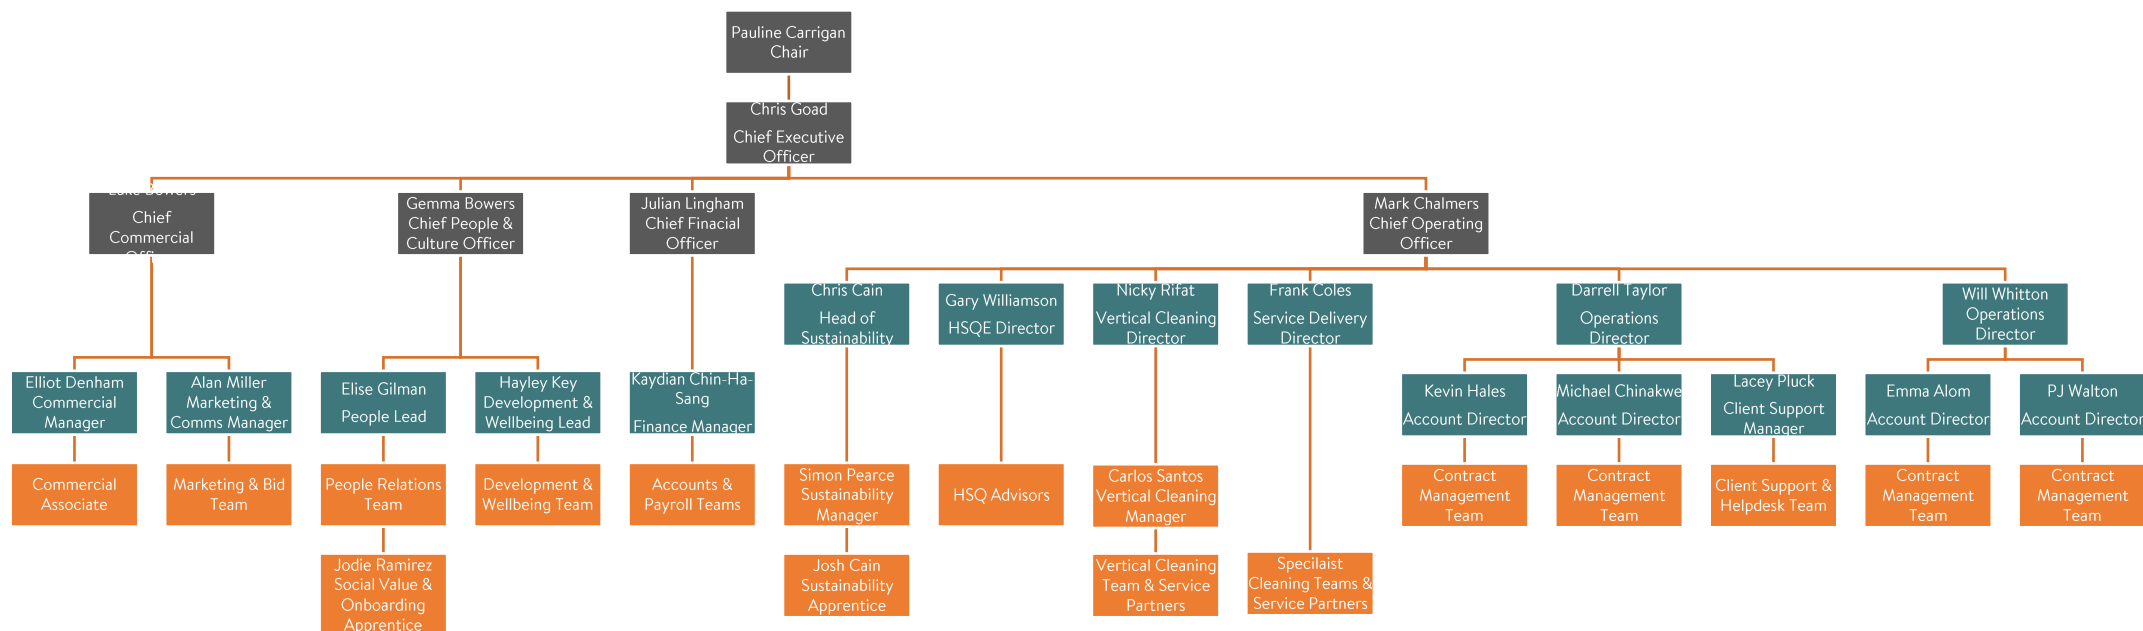 Pauline Carrigan
Chair
Chris Goad
Chief Executive
Officer
Bowers
Chief
Commercial
Gemma Bowers
Chief People &
Culture Officer
Julian Lingham
Chief Finacial
Officer
Mark Chalmers
Chief Operating
Officer
Chris Cain
Head of
Sustainability
Gary Williamson
HSQE Director
Nicky Rifat
Vertical Cleaning
Director
Frank Coles
Service Delivery
Director
Darrell Taylor
Operations
Director
Will Whitton
Operations
Director
Elliot Denham
Commercial
Manager
Alan Miller
Marketing &
Comms Manager
Elise Gilman
People Lead
Hayley Key
Development &
Wellbeing Lead
Kaydian Chin-Ha-
Sang
Finance Manager
Kevin Hales
Account Director
Michael Chinakwe
Account Director
Lacey Pluck
Client Support
Manager
Emma Alom
Account Director
PJ Walton
Account Director
Commercial
Associate
Marketing & Bid
Team
People Relations
Team
Development &
Wellbeing Team
Accounts &
Payroll Teams
Simon Pearce
Sustainability
Manager
HSQ Advisors
Carlos Santos
Vertical Cleaning
Manager
Contract
Management
Team
Contract
Management
Team
Client Support &
Helpdesk Team
Contract
Management
Team
Contract
Management
Team
Jodie Ramirez
Social Value &
Onboarding
Apprentice
Josh Cain
Sustainability
Apprentice
Vertical Cleaning
Team & Service
Partners
Specilaist
Cleaning Teams &
Service Partners